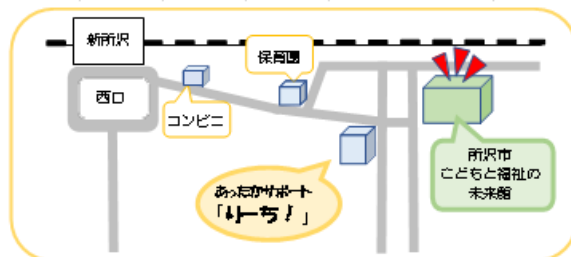 新所沢
保育園
西口
コンビニ
所沢市
こどもと福祉の
未来館
あったかサポート
「りーち！」